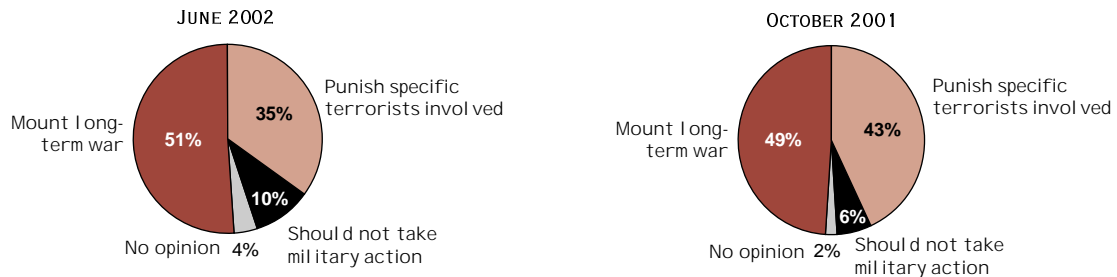 JUNE 2002
Punish specific
terrorists involved
35%
Mount long-
term war
51%
10%
No opinion 4%
Should not take
military action
OCTOBER 2001
Punish specific
terrorists involved
43%
Mount long-
term war
49%
6%
No opinion 2%
Should not take
military action